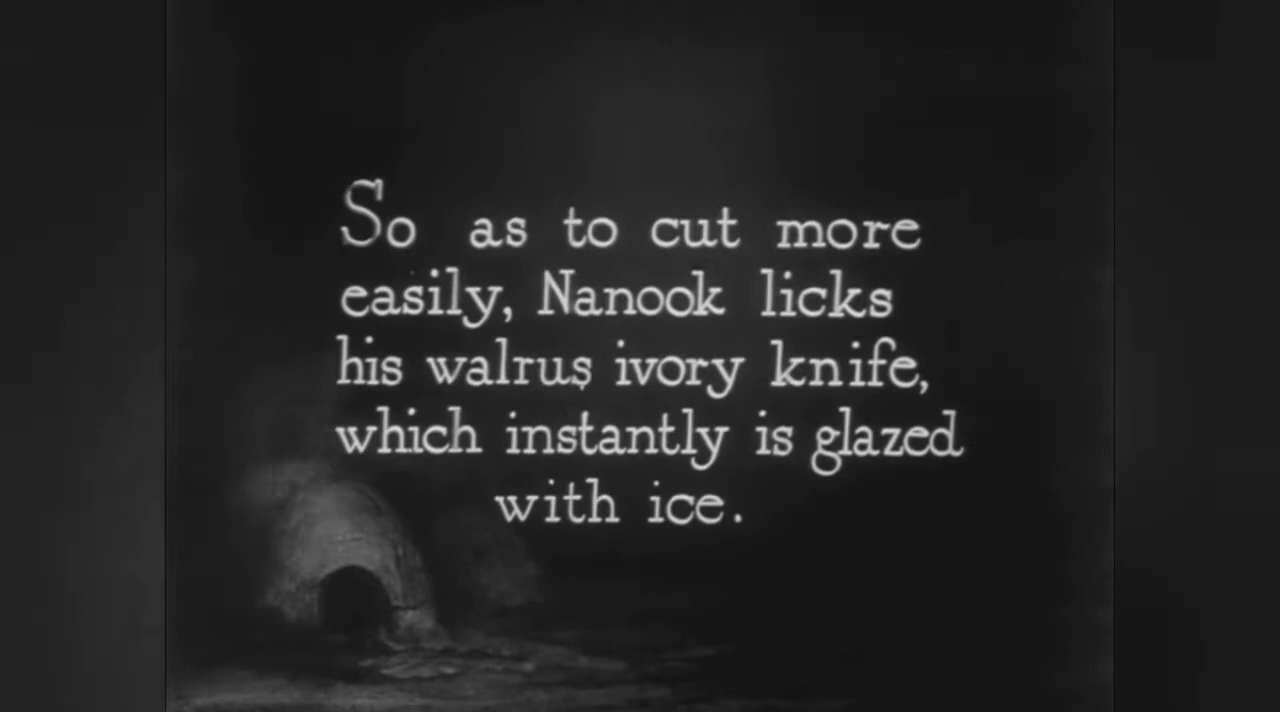 So as to cut more
easily, Nanook licks
his walrus ivory knife,
which instantly is glazed
with ice.